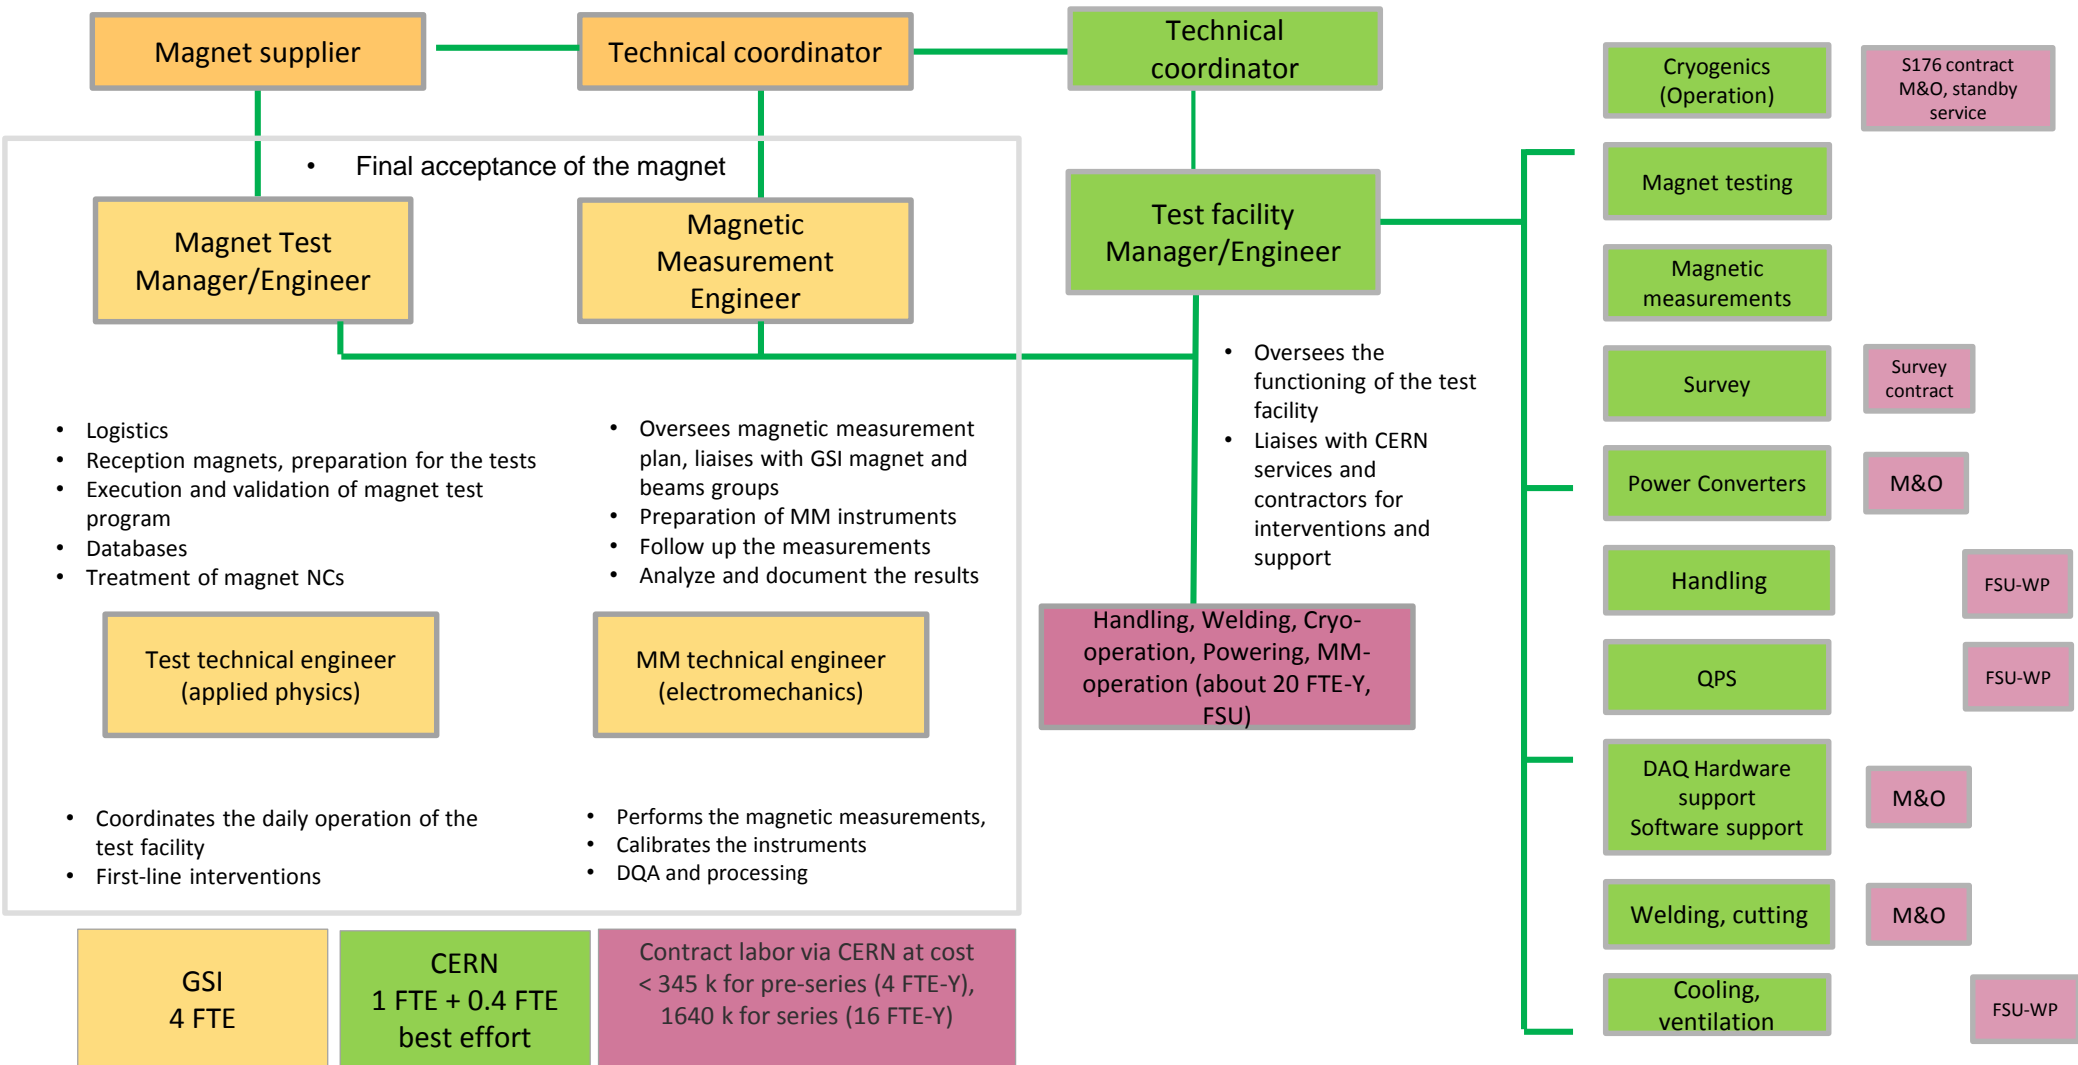 Magnet supplier
Technical coordinator
Technical
coordinator
• Final acceptance of the magnet
Magnet Test
Manager/Engineer
Magnetic
Measurement
Engineer
Test facility
Manager/Engineer
• Logistics
• Reception magnets, preparation for the tests
• Execution and validation of magnet test
program
• Databases
• Treatment of magnet NCs
• Oversees magnetic measurement
plan, liaises with GSI magnet and
beams groups
• Preparation of MM instruments
• Follow up the measurements
• Analyze and document the results
• Oversees the
functioning of the test
facility
• Liaises with CERN
services and
contractors for
interventions and
support
Test technical engineer
(applied physics)
MM technical engineer
(electromechanics)
Handling, Welding, Cryo-
operation, Powering, MM-
operation (about 20 FTE-Y,
FSU)
• Coordinates the daily operation of the
test facility
• First-line interventions
• Performs the magnetic measurements,
• Calibrates the instruments
• DQA and processing
GSI
4 FTE
CERN
1 FTE + 0.4 FTE
best effort
Contract labor via CERN at cost
< 345 k for pre-series (4 FTE-Y),
1640 k for series (16 FTE-Y)
Cryogenics
(Operation)
S176 contract
M&O, standby
service
Magnet testing
Magnetic
measurements
Survey
Survey
contract
Power Converters
M&O
Handling
FSU-WP
QPS
FSU-WP
DAQ Hardware
support
Software support
M&O
Welding, cutting
M&O
Cooling,
ventilation
FSU-WP